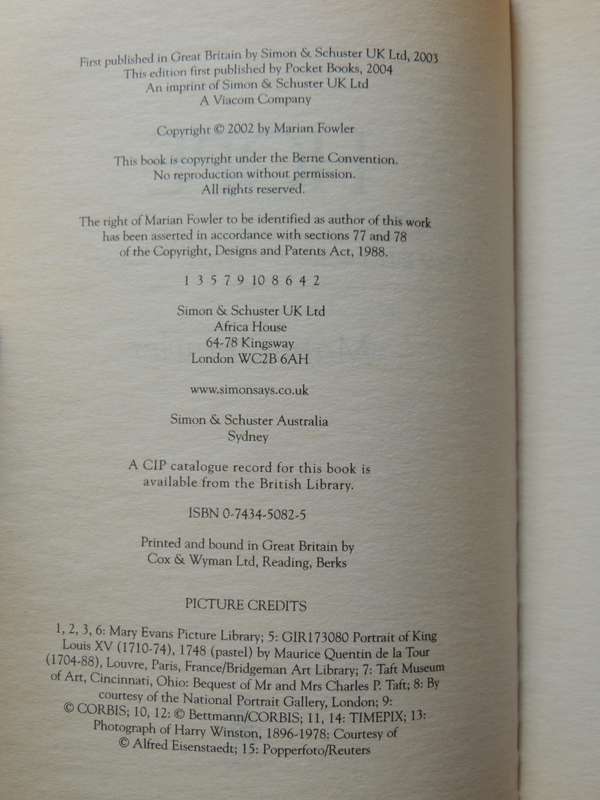 First published in Great Britain by Simon & Schuster UK Ltd, 2003
This edition first published by Pocket Books, 2004
An imprint of Simon & Schuster UK Ltd
A Viacom Company
Copyright © 2002 by Marian Fowler
This book is copyright under the Berne Convention.
No reproduction without permission.
All rights reserved.
The right of Marian Fowler to be identified as author of this work
has been asserted in accordance with sections 77 and 78
of the Copyright, Designs and Patents Act, 1988.
1 3 5 7 9 10 8 6 4 2
Simon & Schuster UK Ltd
Africa House
64-78 Kingsway
London WC2B 6AH
www.simonsays.co.uk
Simon & Schuster Australia
Sydney
A CIP catalogue record for this book is
available from the British Library.
ISBN 0-7434-5082-5
Printed and bound in Great Britain by
Cox & Wyman Ltd, Reading, Berks
PICTURE CREDITS
1, 2, 3, 6: Mary Evans Picture Library; 5: GIR173080 Portrait of King
Louis XV (1710-74), 1748 (pastel) by Maurice Quentin de la Tour
(1704-88), Louvre, Paris, France/Bridgeman Art Library; 7: Taft Museum
of Art, Cincinnati, Ohio: Bequest of Mr and Mrs Charles P. Taft; 8: By
courtesy of the National Portrait Gallery, London; 9:
© CORBIS; 10, 12: © Bettmann/CORBIS; 11, 14: TIMEPIX; 13:
Photograph of Harry Winston, 1896-1978: Courtesy of
© Alfred Eisenstaedt; 15: Popperfoto/Reuters